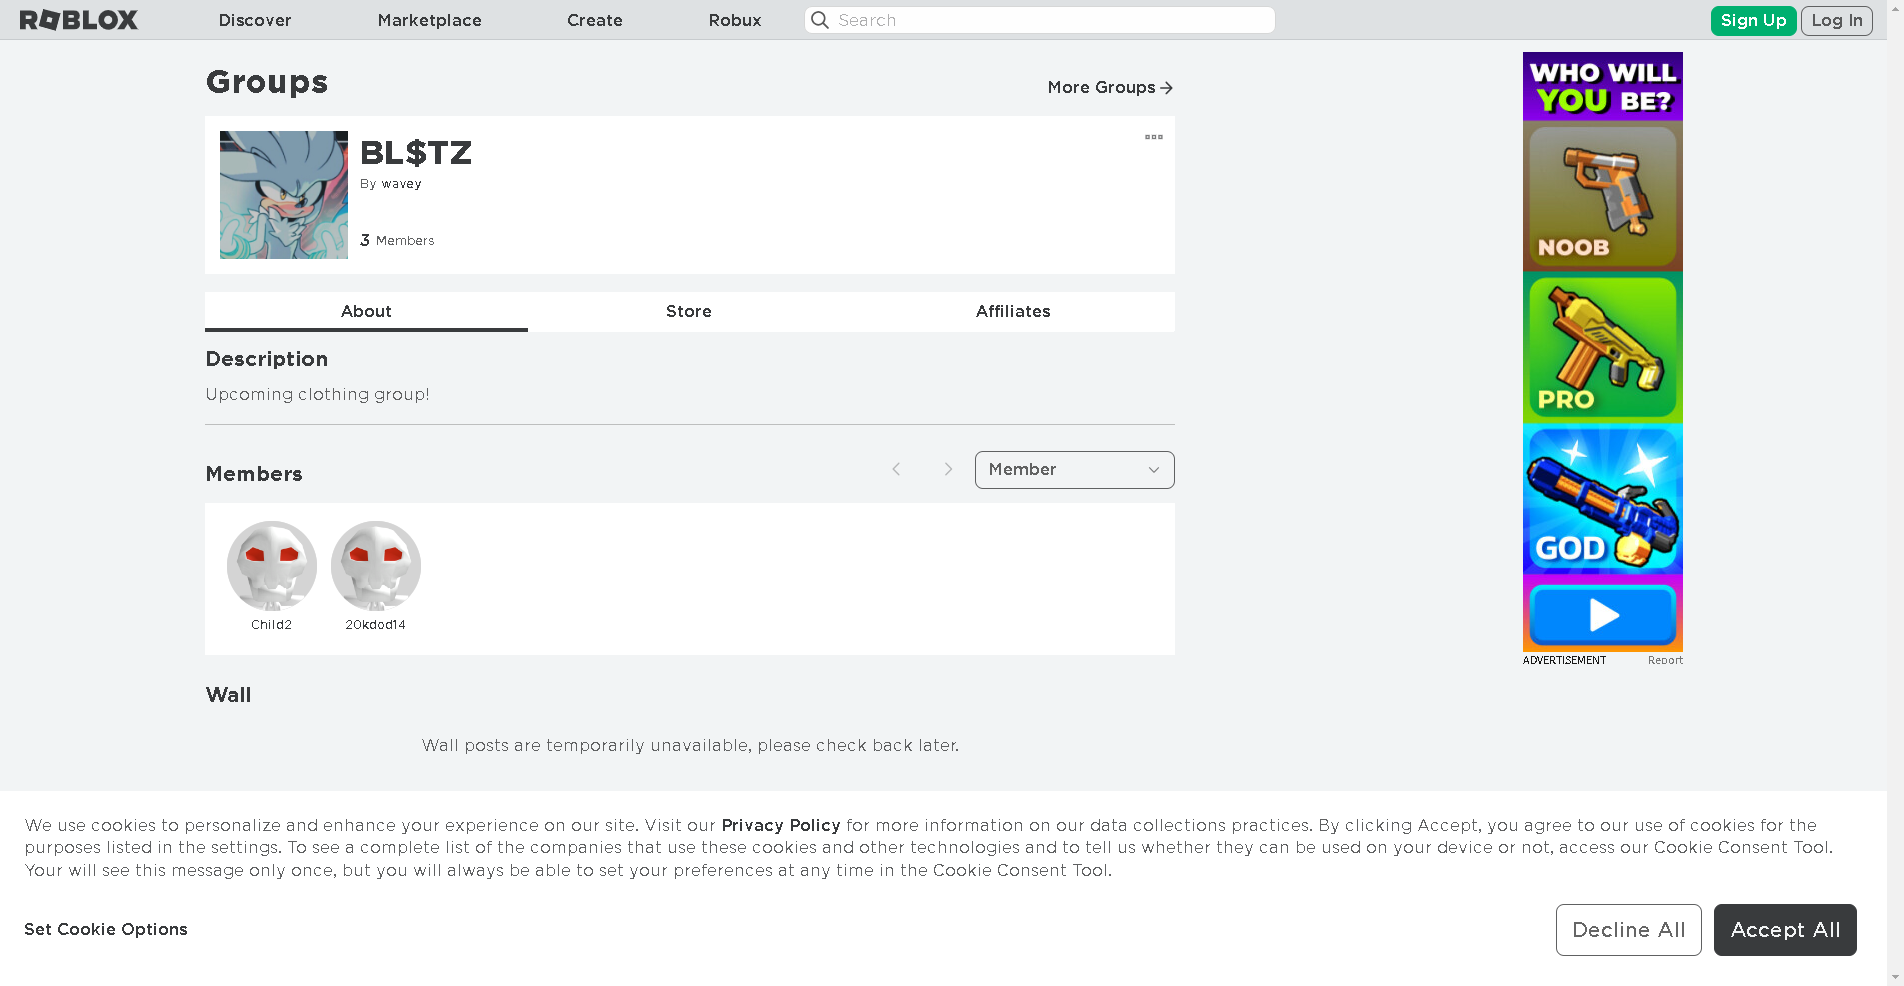 ROBLOX
Discover
Marketplace
Create
Robux
Search
Sign Up
Log In
Groups
More Groups
BL$TZ
By wavey
3 Members
About
Store
Affiliates
Description
Upcoming clothing group!
Members
Member
Child2
20kdod14
Wall
Wall posts are temporarily unavailable, please check back later.
WHO WILL
YOU BE?
NOOB
PRO
GOD
ADVERTISEMENT
Report
We use cookies to personalize and enhance your experience on our site. Visit our Privacy Policy for more information on our data collections practices. By clicking Accept, you agree to our use of cookies for the
purposes listed in the settings. To see a complete list of the companies that use these cookies and other technologies and to tell us whether they can be used on your device or not, access our Cookie Consent Tool.
Your will see this message only once, but you will always be able to set your preferences at any time in the Cookie Consent Tool.
Set Cookie Options
Decline All
Accept All